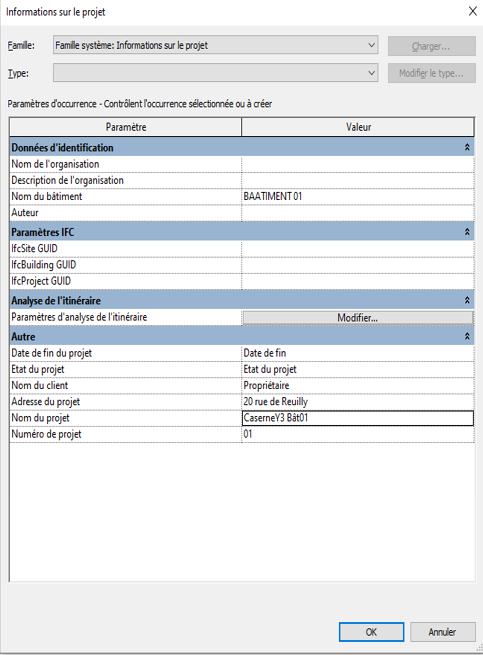 Informations sur le projet
Famille: Famille système: Informations sur le projet Charger...
Type: Modifier le type...
Paramètres d'occurrence - Contrôlent l'occurrence sélectionnée ou à créer
Paramètre Valeur
Données d'identification
Nom de l'organisation
Description de l'organisation
Nom du bâtiment BAATIMENT 01
Auteur
Paramètres IFC
IfcSite GUID
IfcBuilding GUID
IfcProject GUID
Analyse de l'itinéraire
Paramètres d'analyse de l'itinéraire Modifier...
Autre
Date de fin du projet Date de fin
Etat du projet Etat du projet
Nom du client Propriétaire
Adresse du projet 20 rue de Reuilly
Nom du projet CaserneY3 Bât01
Numéro de projet 01
OK Annuler